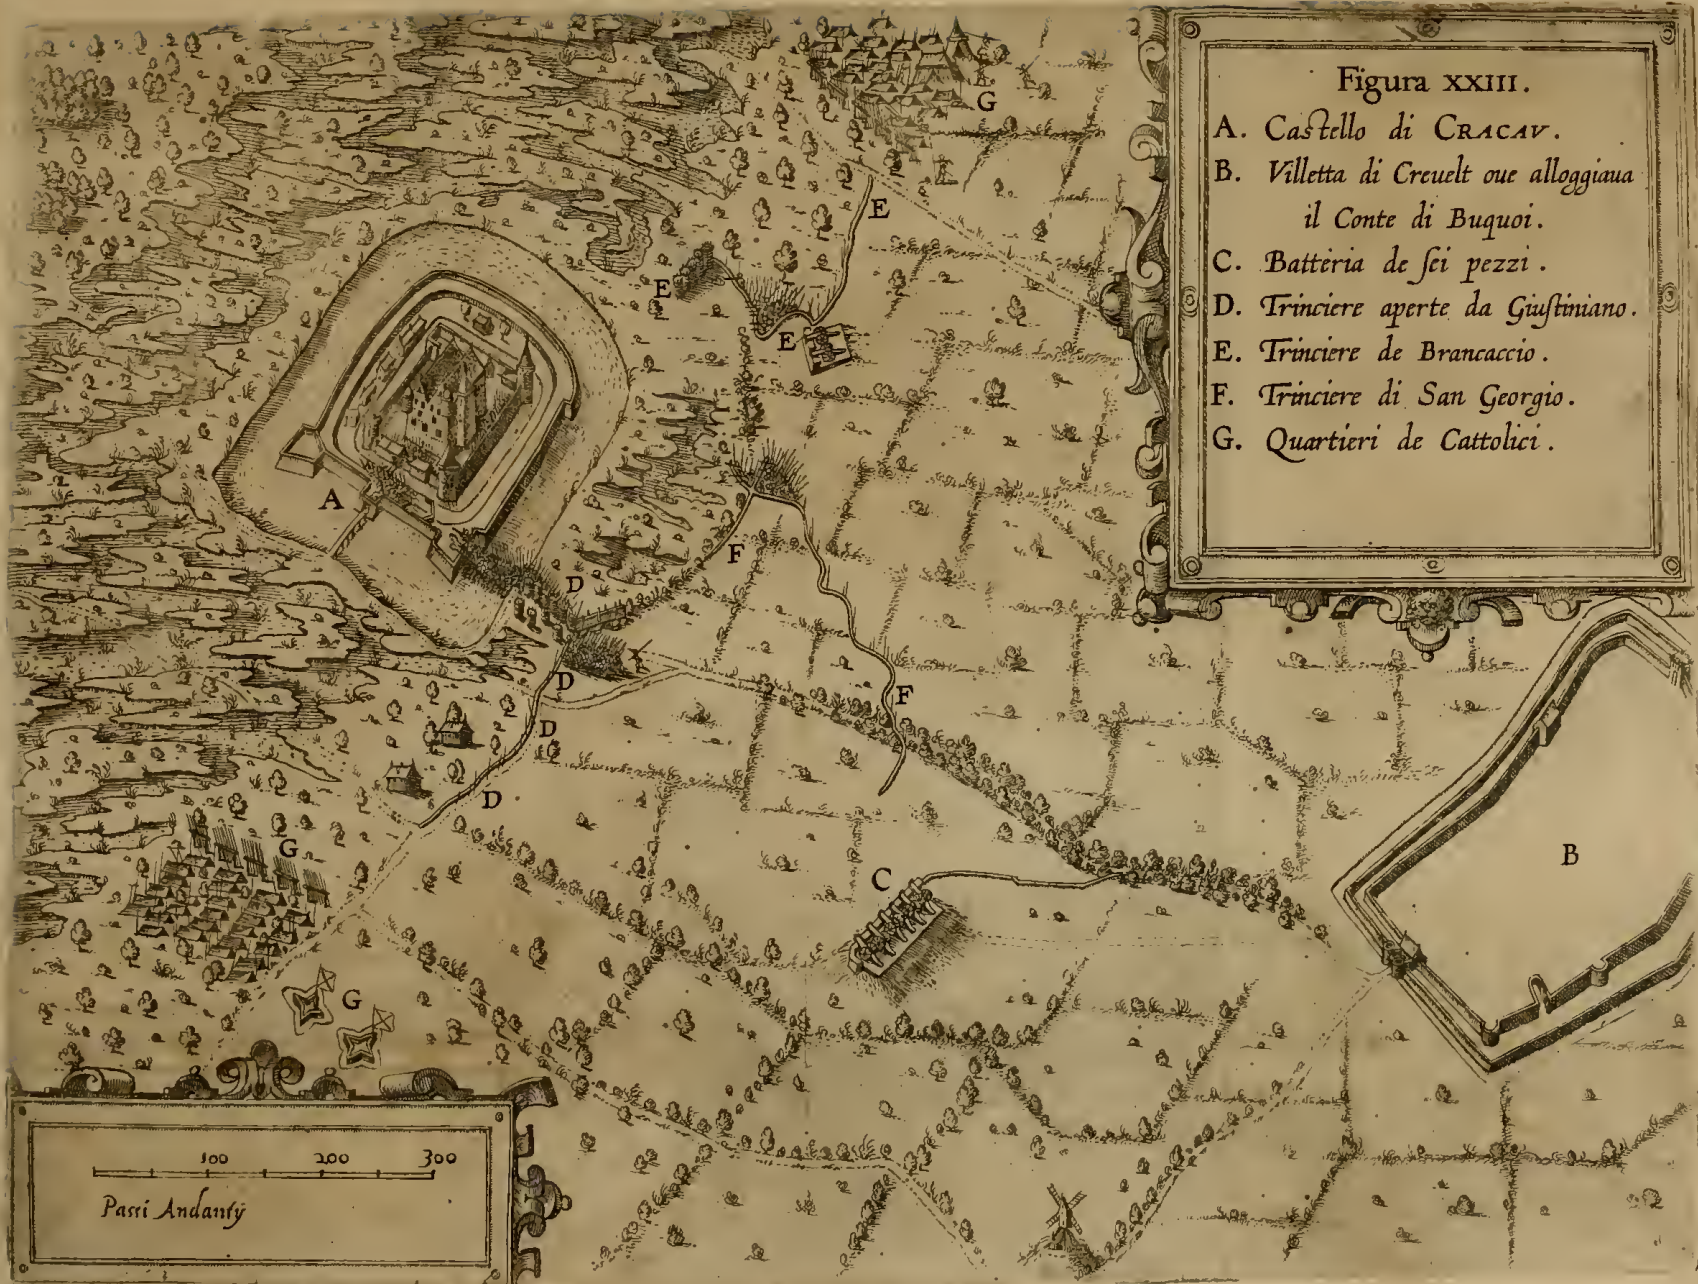 Figura XXIII.
A. Castello di CRACAV.
B. Villetta di Creuelt oue alloggiaua
il Conte di Buquoi.
C. Batteria de sei pezzi.
D. Trinciere aperte da Giustiniano.
E. Trinciere de Brancaccio.
F. Trinciere di San Georgio.
G. Quartieri de Cattolici.
G
E
E
E
A
F
D
D
F
D
D
G
B
C
G
100 200 300
Passi Andantÿ